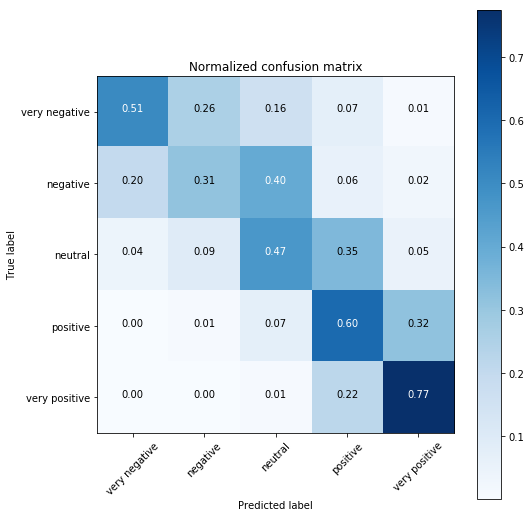 Normalized confusion matrix
True label
very negative 0.51 0.26 0.16 0.07 0.01
negative 0.20 0.31 0.40 0.06 0.02
neutral 0.04 0.09 0.47 0.35 0.05
positive 0.00 0.01 0.07 0.60 0.32
very positive 0.00 0.00 0.01 0.22 0.77
very negative negative neutral positive very positive
Predicted label
0.7
0.6
0.5
0.4
0.3
0.2
0.1